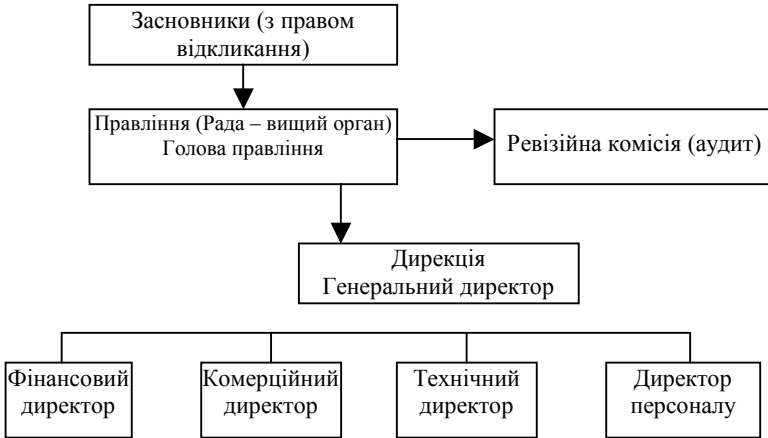 Засновники (з правом
відкликання)
Правління (Рада – вищий орган)
Голова правління
Ревізійна комісія (аудит)
Дирекція
Генеральний директор
Фінансовий
директор
Комерційний
директор
Технічний
директор
Директор
персоналу